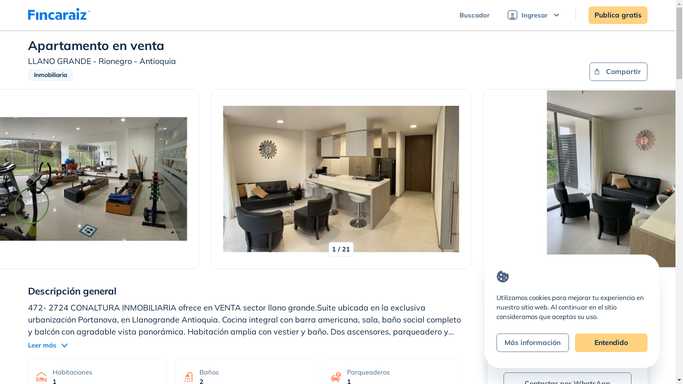 Fincaraiz
Buscador
Ingresar
Publica gratis
Apartamento en venta
LLANO GRANDE - Rionegro - Antioquia
Inmobiliaria
Compartir
1 / 21
Descripción general
472- 2724 CONALTURA INMOBILIARIA ofrece en VENTA sector llano grande.Suite ubicada en la exclusiva
urbanización Portanova, en Llanogrande Antioquia. Cocina integral con barra americana, sala, baño social completo
y balcón con agradable vista panorámica. Habitación amplia con vestier y baño. Dos ascensores, parqueadero y...
Leer más
Habitaciones
1
Baños
2
Parqueaderos
1
Utilizamos cookies para mejorar tu experiencia en
nuestro sitio web. Al continuar en el sitio
consideramos que aceptas su uso.
Más información
Entendido
Contactar por WhatsApp